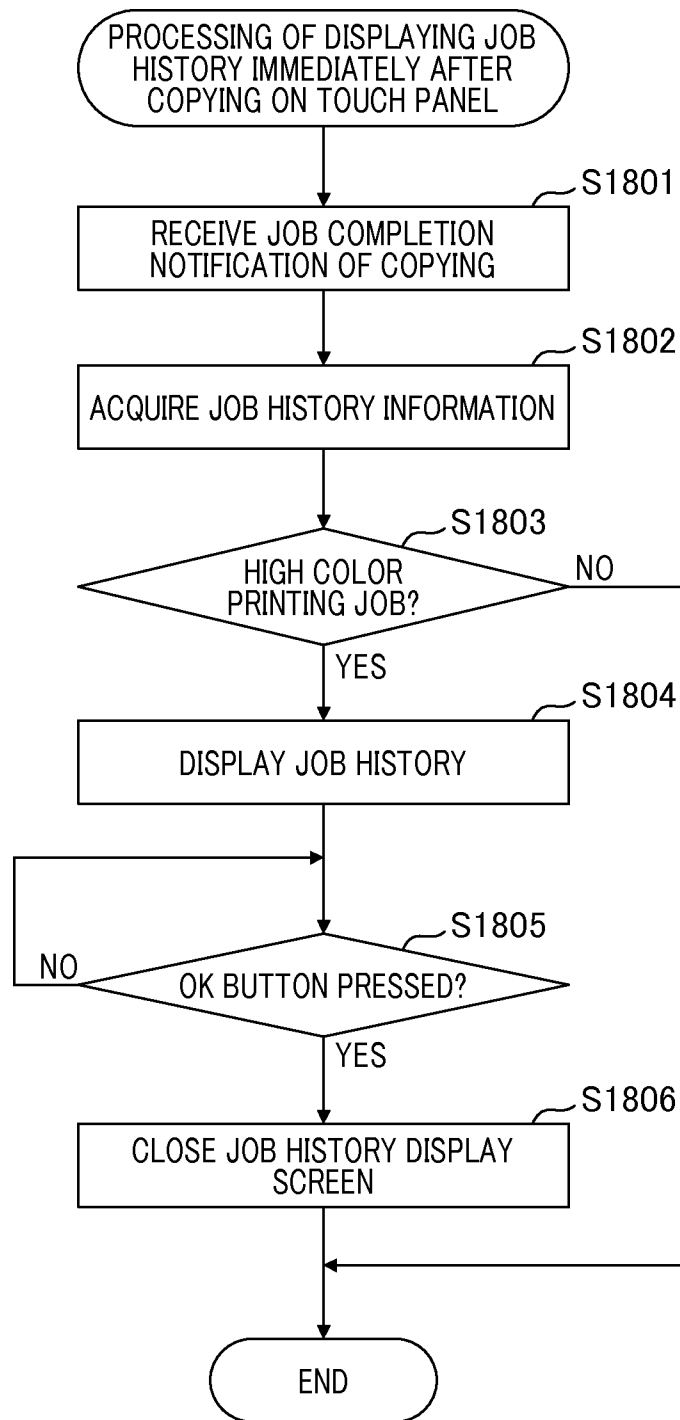 PROCESSING OF DISPLAYING JOB
HISTORY IMMEDIATELY AFTER
COPYING ON TOUCH PANEL
S1801
RECEIVE JOB COMPLETION
NOTIFICATION OF COPYING
S1802
ACQUIRE JOB HISTORY INFORMATION
S1803
HIGH COLOR
PRINTING JOB?
NO
YES
S1804
DISPLAY JOB HISTORY
S1805
OK BUTTON PRESSED?
NO
YES
S1806
CLOSE JOB HISTORY DISPLAY
SCREEN
END